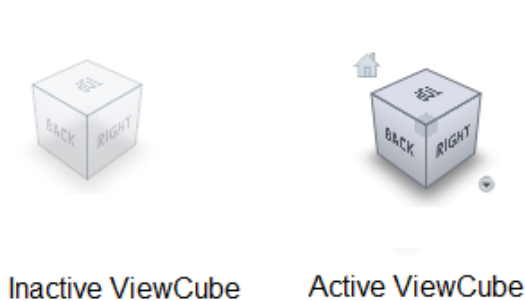 TOP
TOP
BACK
RIGHT
BACK
RIGHT
Inactive ViewCube
Active ViewCube